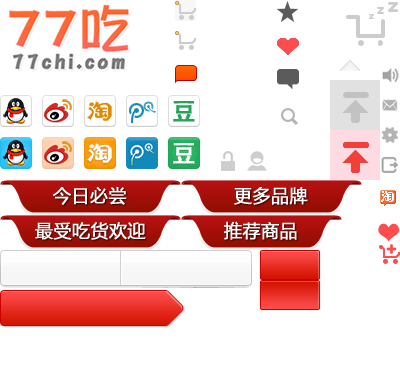 77吃
77chi.com
z z z
淘 豆
淘 豆
淘
今日必尝 更多品牌
最受吃货欢迎 推荐商品